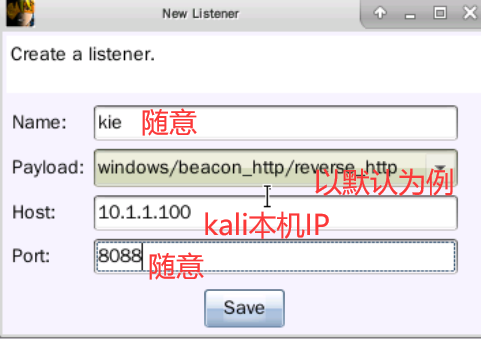 New Listener
Create a listener.
Name: kie 随意
Payload: windows/beacon_http/reverse_http
以默认为例
Host: 10.1.1.100
kali本机IP
Port: 8088 随意
Save